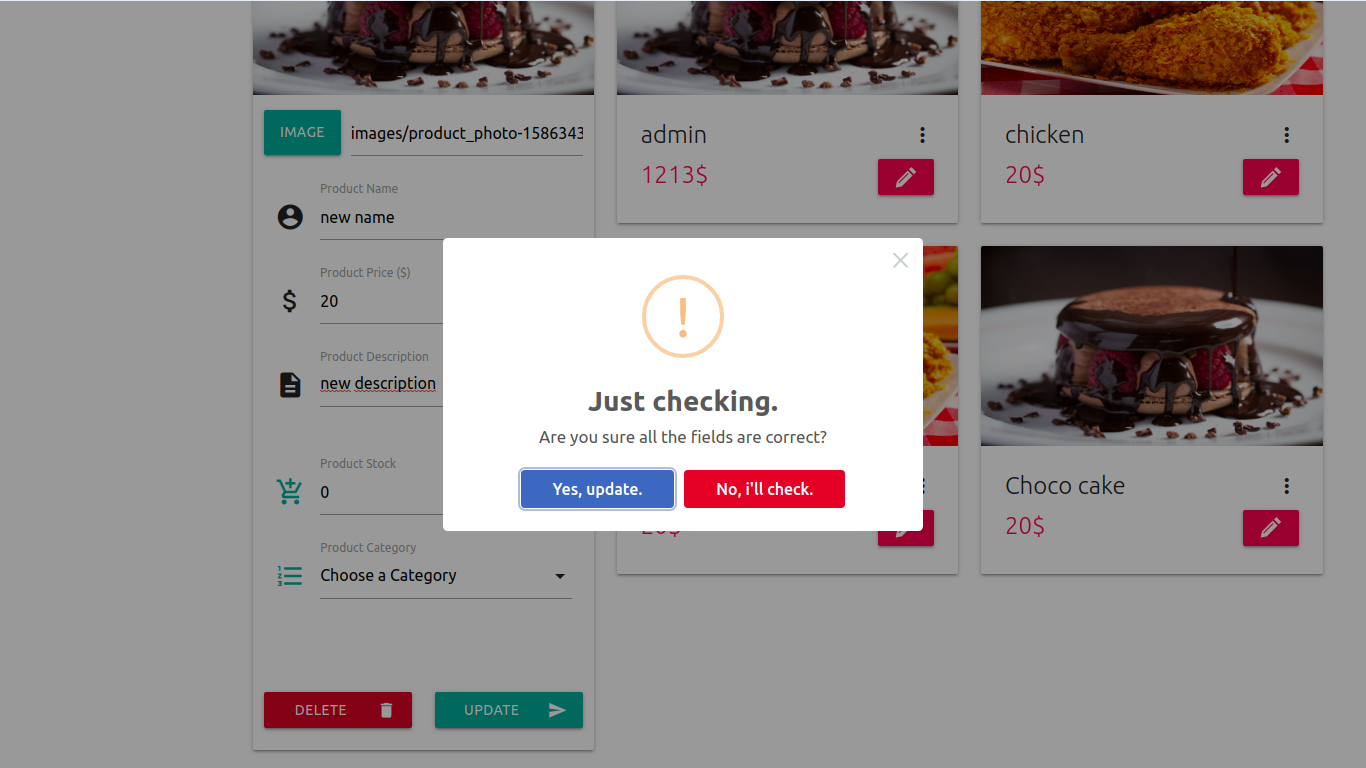 IMAGE
images/product_photo-1586343
Product Name
new name
Product Price ($)
20
Product Description
new description
Product Stock
0
Product Category
Choose a Category
DELETE
UPDATE
admin
1213$
chicken
20$
Just checking.
Are you sure all the fields are correct?
Yes, update.
No, i'll check.
20$
Choco cake
20$